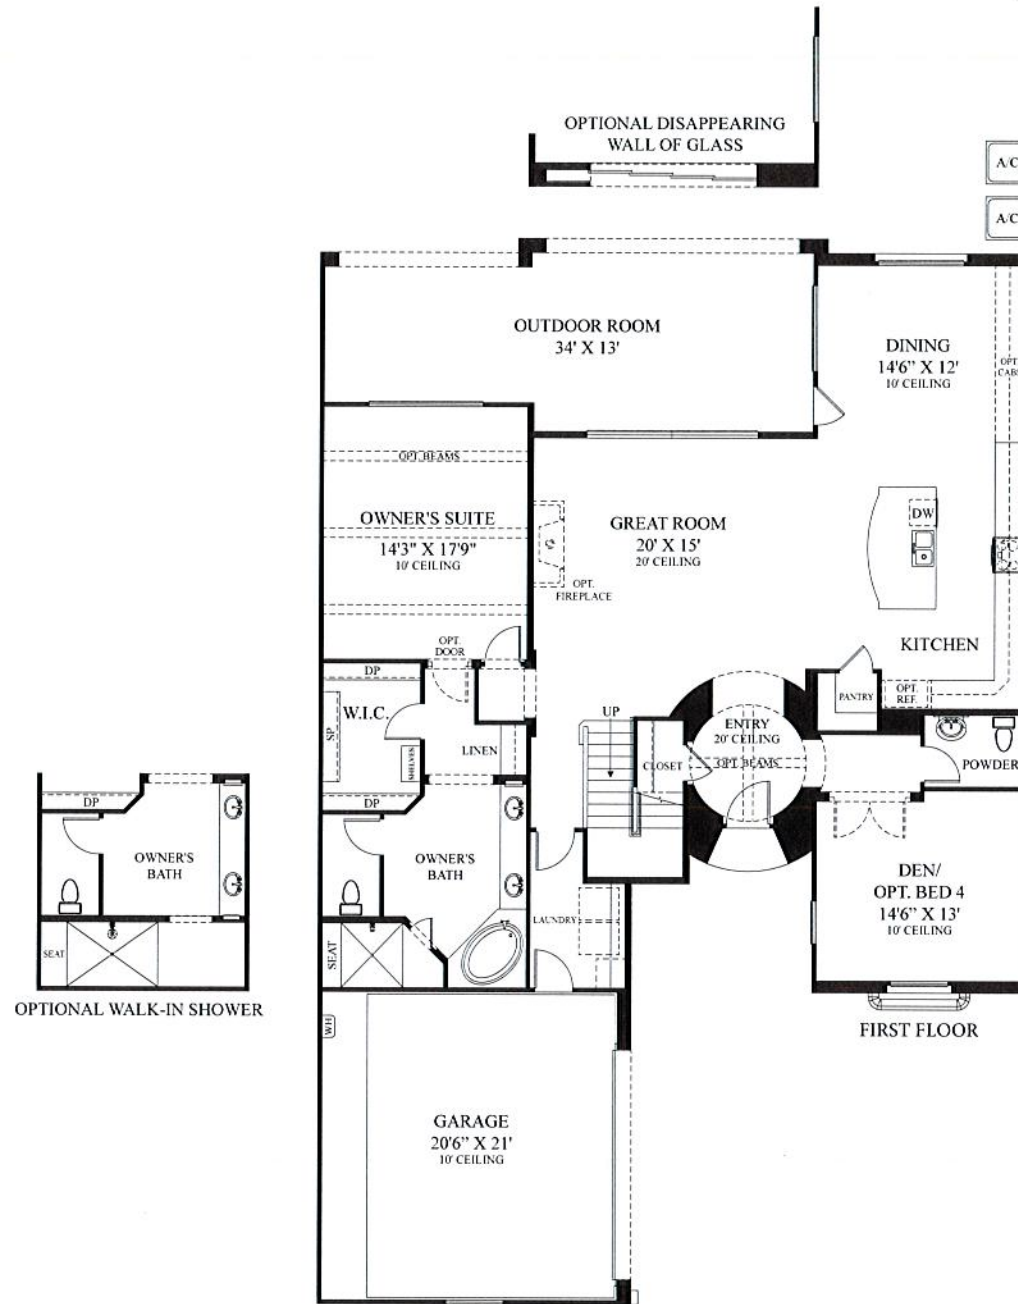 OPTIONAL DISAPPEARING
WALL OF GLASS
A/C
A/C
OUTDOOR ROOM
34' X 13'
DINING
14'6" X 12'
10' CEILING
OPT.
CABS
OPT. BEAMS
OWNER'S SUITE
14'3" X 17'9"
10' CEILING
GREAT ROOM
20' X 15'
20' CEILING
OPT.
FIREPLACE
DW
KITCHEN
OPT.
DOOR
PANTRY
OPT.
REF.
DP
W.I.C.
SP
SHELVES
LINEN
DP
UP
CLOSET
ENTRY
20' CEILING
OPT. BEAMS
POWDER
DP
OWNER'S
BATH
SEAT
OPTIONAL WALK-IN SHOWER
OWNER'S
BATH
SEAT
LAUNDRY
DEN/
OPT. BED 4
14'6" X 13'
10' CEILING
FIRST FLOOR
WH
GARAGE
20'6" X 21'
10' CEILING